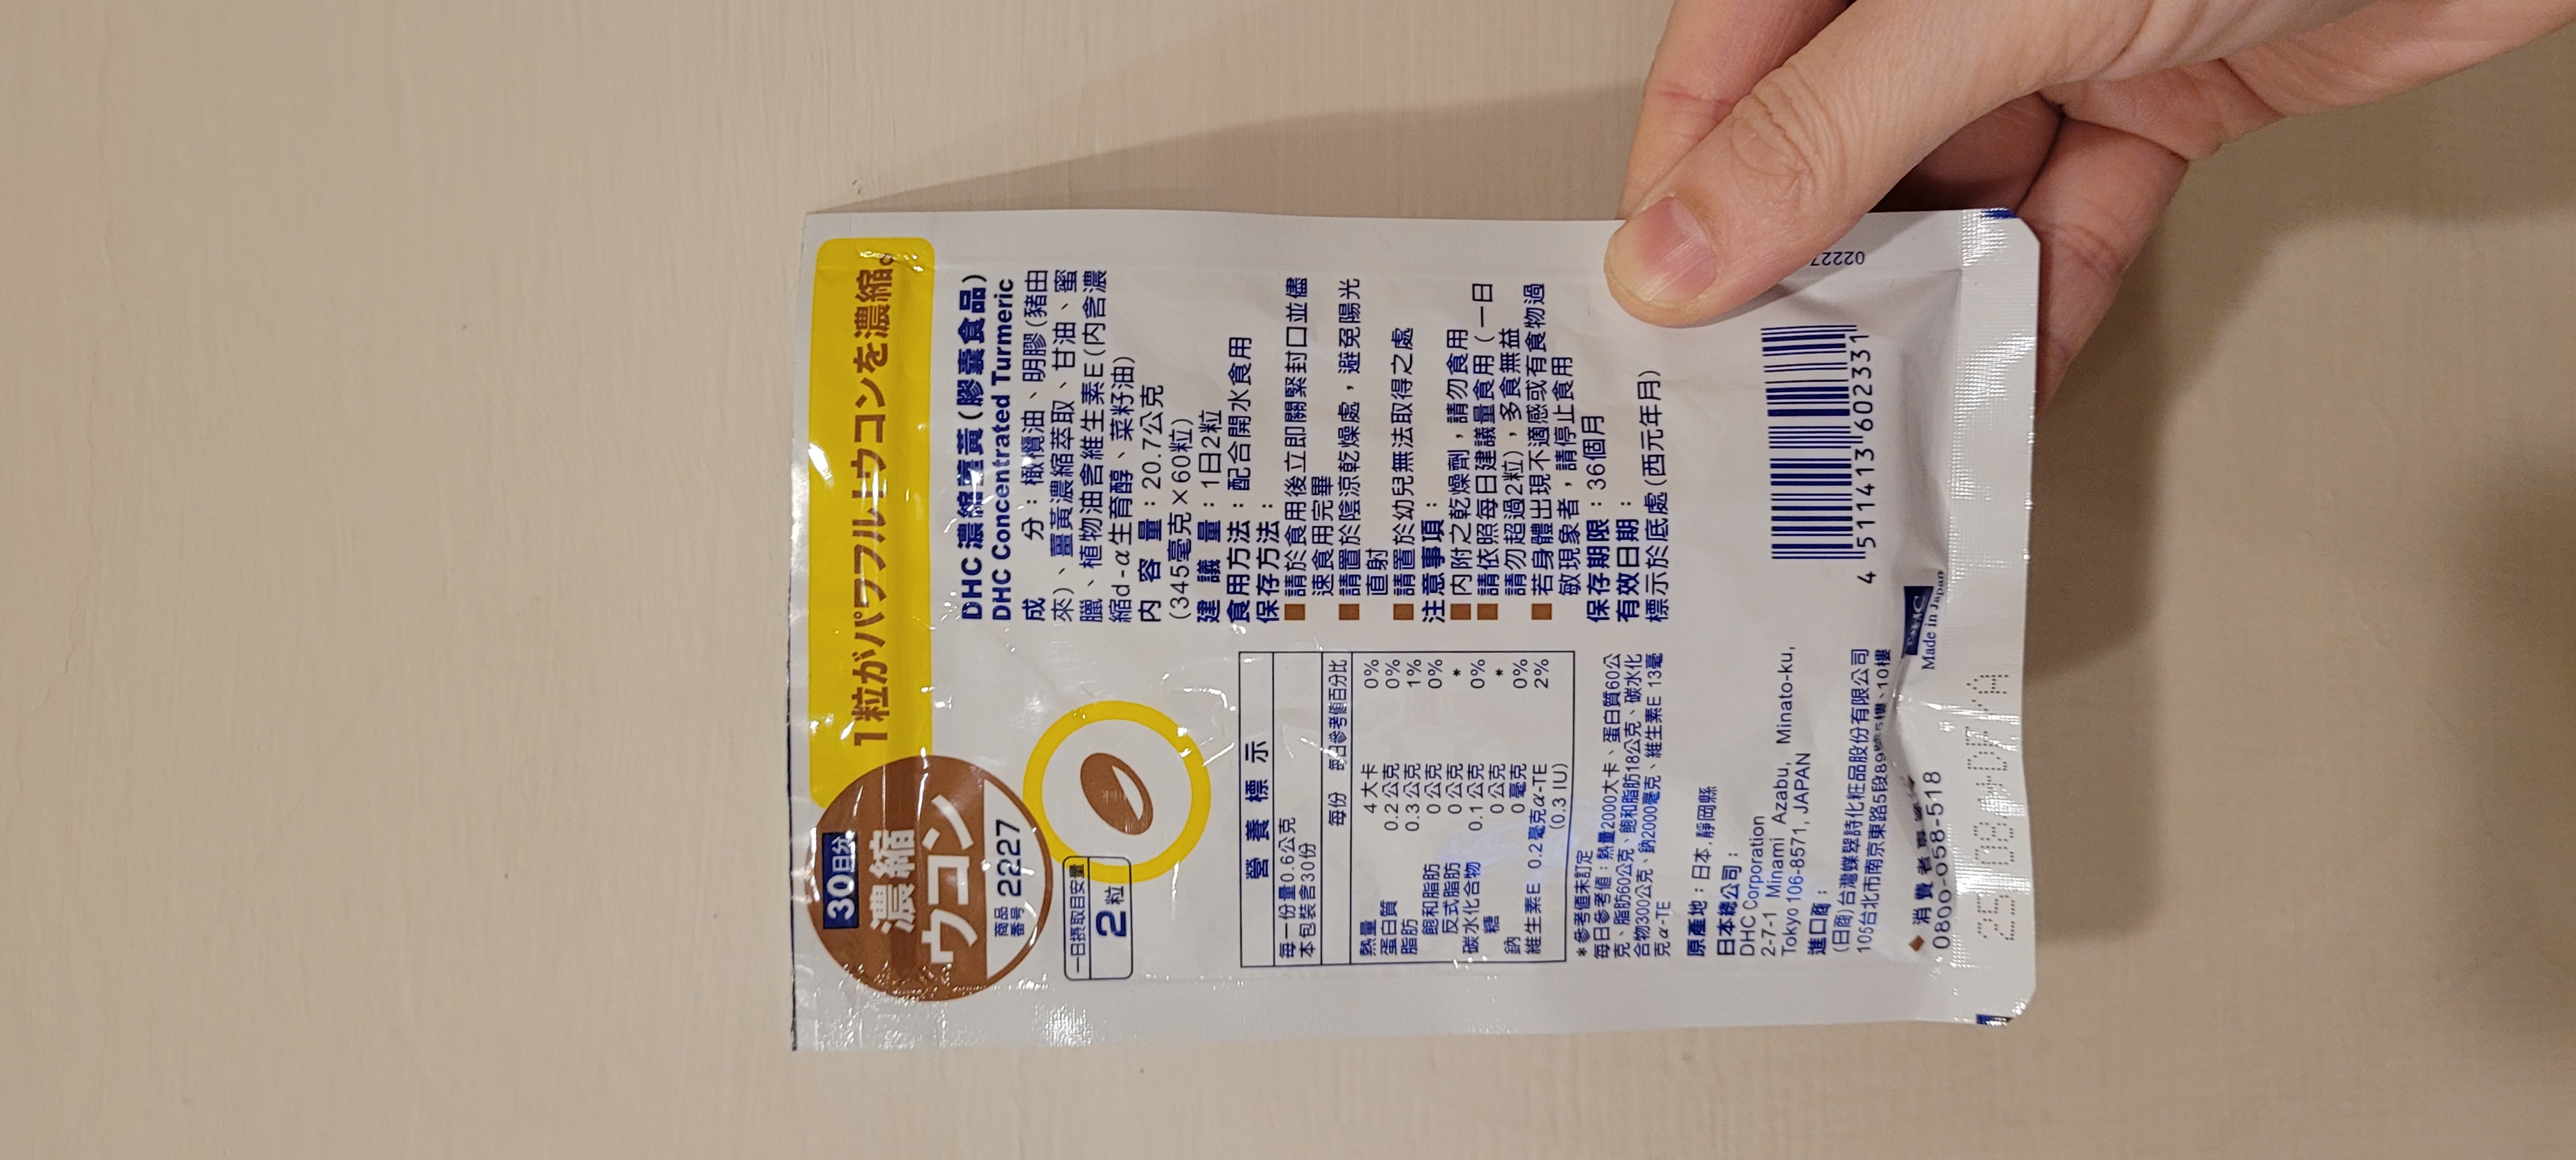 1粒がパワフル！ウコンを濃縮。
30日分
濃縮
ウコン
商品
番号 2227
一日摂取目安量
2粒
DHC 濃縮薑黃(膠囊食品)
DHC Concentrated Turmeric
成分：橄欖油、明膠(豬由
來)、薑黃濃縮萃取、甘油、蜜
臘、植物油含維生素E(內含濃
縮d-α生育醇、菜籽油)
內容量：20.7公克
(345毫克×60粒)
建議量：1日2粒
食用方法：配合開水食用
保存方法：
■請於食用後立即關緊封口並儘
速食用完畢
■請置於陰涼乾燥處，避免陽光
直射
■請置於幼兒無法取得之處
注意事項：
■內附之乾燥劑，請勿食用
■請依照每日建議量食用(一日
請勿超過2粒)，多食無益
■若身體出現不適感或有食物過
敏現象者，請停止食用
保存期限：36個月
有效日期：
標示於底處(西元年月)
營養標示
每一份量0.6公克
本包裝含30份
每份 每日參考值百分比
熱量 4大卡 0%
蛋白質 0.2公克 0%
脂肪 0.3公克 1%
飽和脂肪 0公克 0%
反式脂肪 0公克 *
碳水化合物 0.1公克 0%
糖 0公克 *
鈉 0毫克 0%
維生素E 0.2毫克α-TE 2%
(0.3 IU)
*參考值未訂定
每日參考值：熱量2000大卡、蛋白質60公
克、脂肪60公克、飽和脂肪18公克、碳水化
合物300公克、鈉2000毫克、維生素E 13毫
克α-TE
原產地：日本.靜岡縣
日本總公司：
DHC Corporation
2-7-1 Minami Azabu, Minato-ku,
Tokyo 106-8571, JAPAN
進口商：
(日商)台灣蝶翠詩化粧品股份有限公司
105台北市南京東路5段89號 樓、10樓
◆消費者專線
0800-058-518
4 511413 602331
DHC
Made in Japan
02227